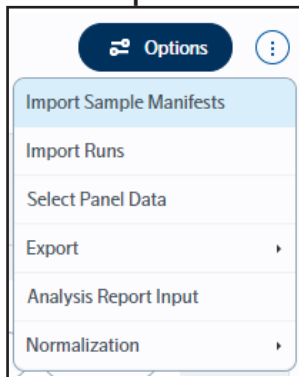 Options
Import Sample Manifests
Import Runs
Select Panel Data
Export
Analysis Report Input
Normalization